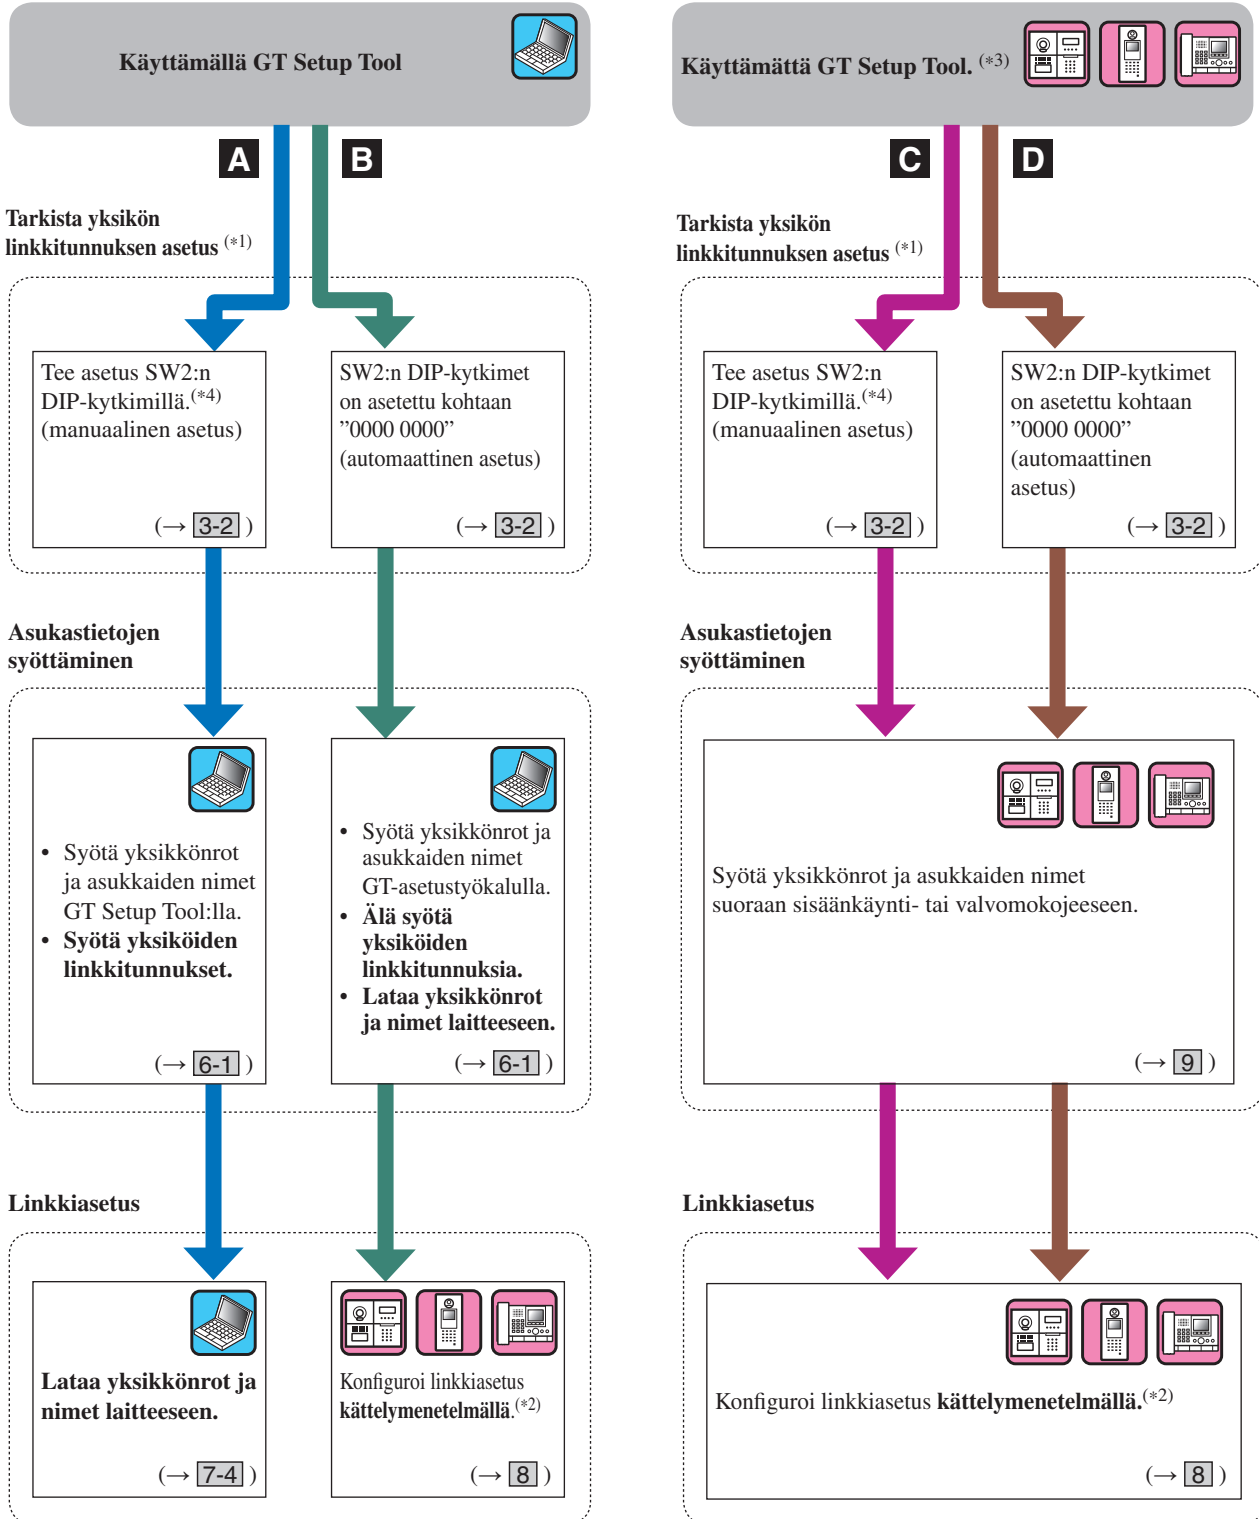 Käyttämällä GT Setup Tool
A
B
Tarkista yksikön
linkkitunnuksen asetus (*1)
Tee asetus SW2:n
DIP-kytkimillä.(*4)
(manuaalinen asetus)
(→ 3-2 )
SW2:n DIP-kytkimet
on asetettu kohtaan
”0000 0000”
(automaattinen asetus)
(→ 3-2 )
Asukastietojen
syöttäminen
• Syötä yksikkönrot
ja asukkaiden nimet
GT Setup Tool:lla.
• Syötä yksiköiden
linkkitunnukset.
(→ 6-1 )
• Syötä yksikkönrot ja
asukkaiden nimet
GT-asetustyökalulla.
• Älä syötä
yksiköiden
linkkitunnuksia.
• Lataa yksikkönrot
ja nimet laitteeseen.
(→ 6-1 )
Linkkiasetus
Lataa yksikkönrot ja
nimet laitteeseen.
(→ 7-4 )
Konfiguroi linkkiasetus
kättelymenetelmällä.(*2)
(→ 8 )
Käyttämättä GT Setup Tool. (*3)
C
D
Tarkista yksikön
linkkitunnuksen asetus (*1)
Tee asetus SW2:n
DIP-kytkimillä.(*4)
(manuaalinen asetus)
(→ 3-2 )
SW2:n DIP-kytkimet
on asetettu kohtaan
”0000 0000”
(automaattinen
asetus)
(→ 3-2 )
Asukastietojen
syöttäminen
Syötä yksikkönrot ja asukkaiden nimet
suoraan sisäänkäynti- tai valvomokojeeseen.
(→ 9 )
Linkkiasetus
Konfiguroi linkkiasetus kättelymenetelmällä.(*2)
(→ 8 )